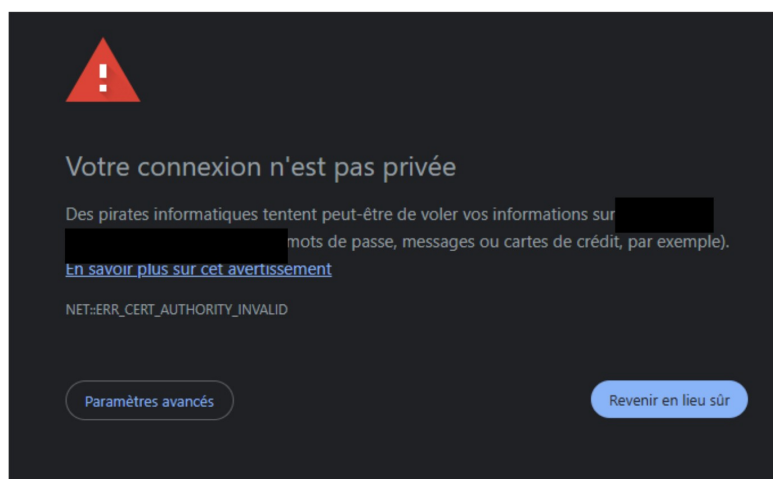 Votre connexion n'est pas privée
Des pirates informatiques tentent peut-être de voler vos informations sur
mots de passe, messages ou cartes de crédit, par exemple).
En savoir plus sur cet avertissement
NET::ERR_CERT_AUTHORITY_INVALID
Paramètres avancés
Revenir en lieu sûr